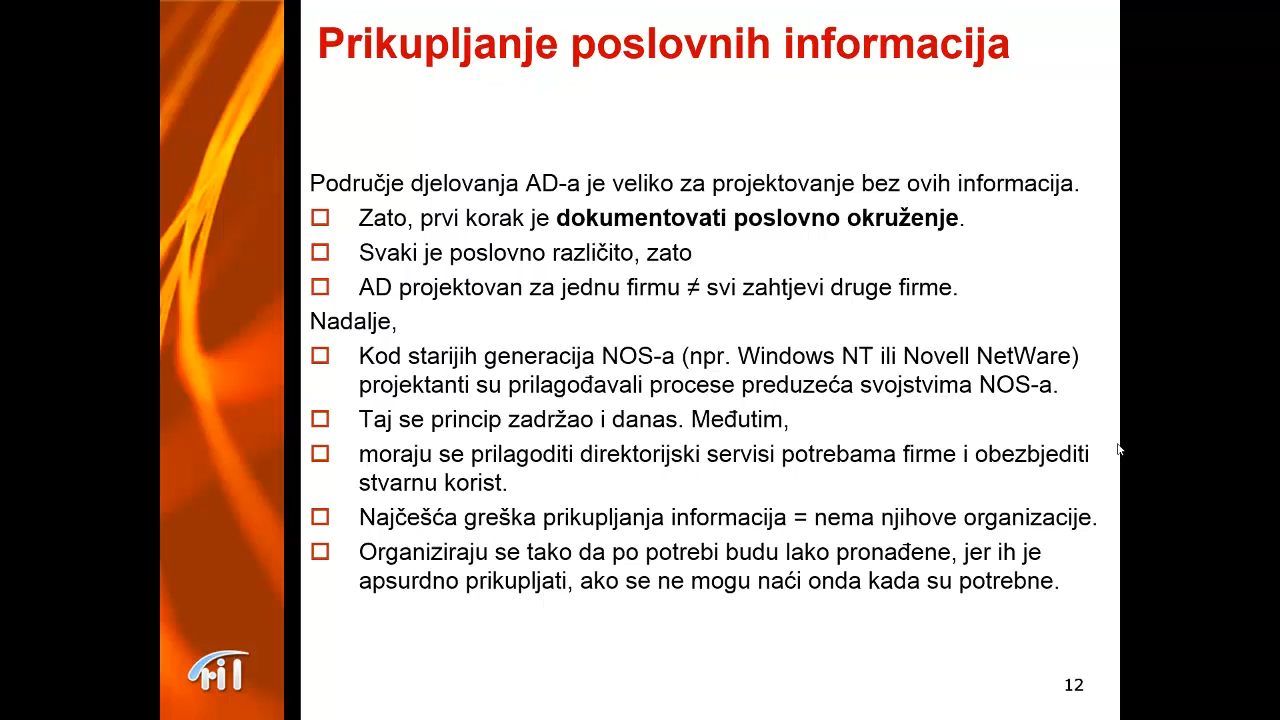 Prikupljanje poslovnih informacija
Područje djelovanja AD-a je veliko za projektovanje bez ovih informacija.
Zato, prvi korak je dokumentovati poslovno okruženje.
Svaki je poslovno različito, zato
AD projektovan za jednu firmu ≠ svi zahtjevi druge firme.
Nadalje,
Kod starijih generacija NOS-a (npr. Windows NT ili Novell NetWare)
projektanti su prilagođavali procese preduzeća svojstvima NOS-a.
Taj se princip zadržao i danas. Međutim,
moraju se prilagoditi direktorijski servisi potrebama firme i obezbjediti
stvarnu korist.
Najčešća greška prikupljanja informacija = nema njihove organizacije.
Organiziraju se tako da po potrebi budu lako pronađene, jer ih je
apsurdno prikupljati, ako se ne mogu naći onda kada su potrebne.
ril
12